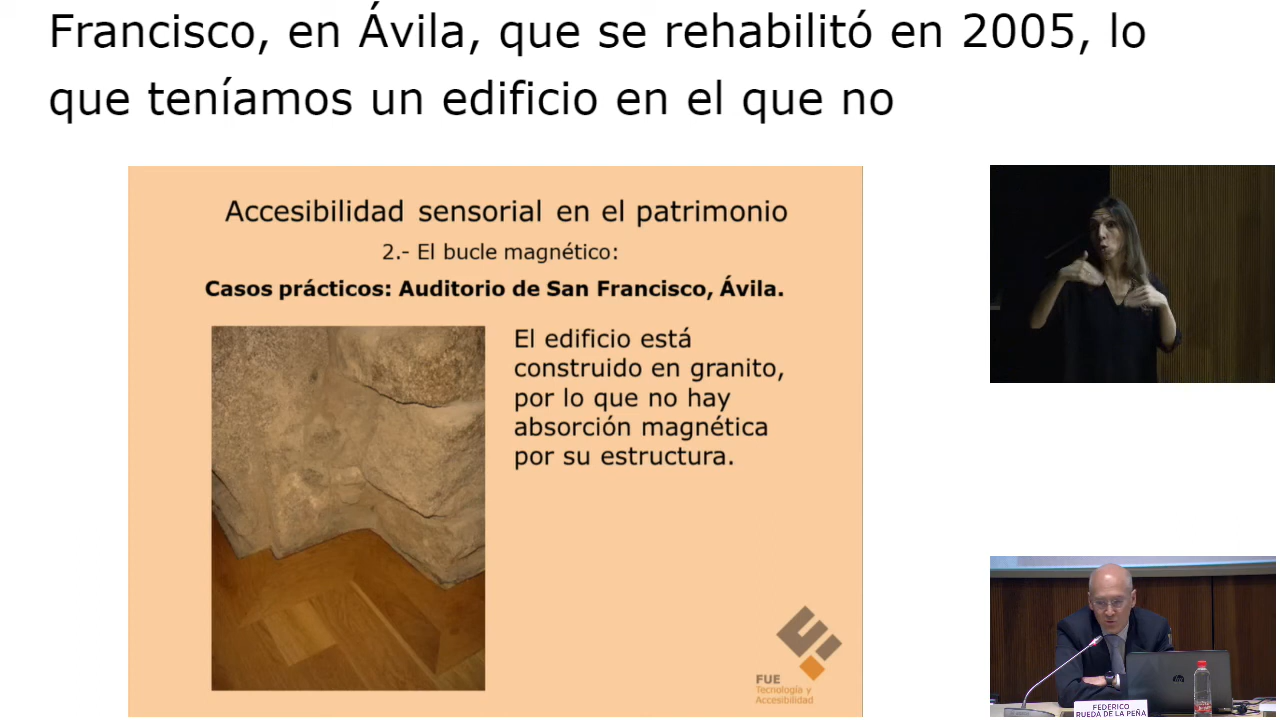 Francisco, en Ávila, que se rehabilitó en 2005, lo
que teníamos un edificio en el que no
Accesibilidad sensorial en el patrimonio
2.- El bucle magnético:
Casos prácticos: Auditorio de San Francisco, Ávila.
El edificio está
construido en granito,
por lo que no hay
absorción magnética
por su estructura.
FUE
Tecnología y
Accesibilidad
FEDERICO
RUEDA DE LA PEÑA